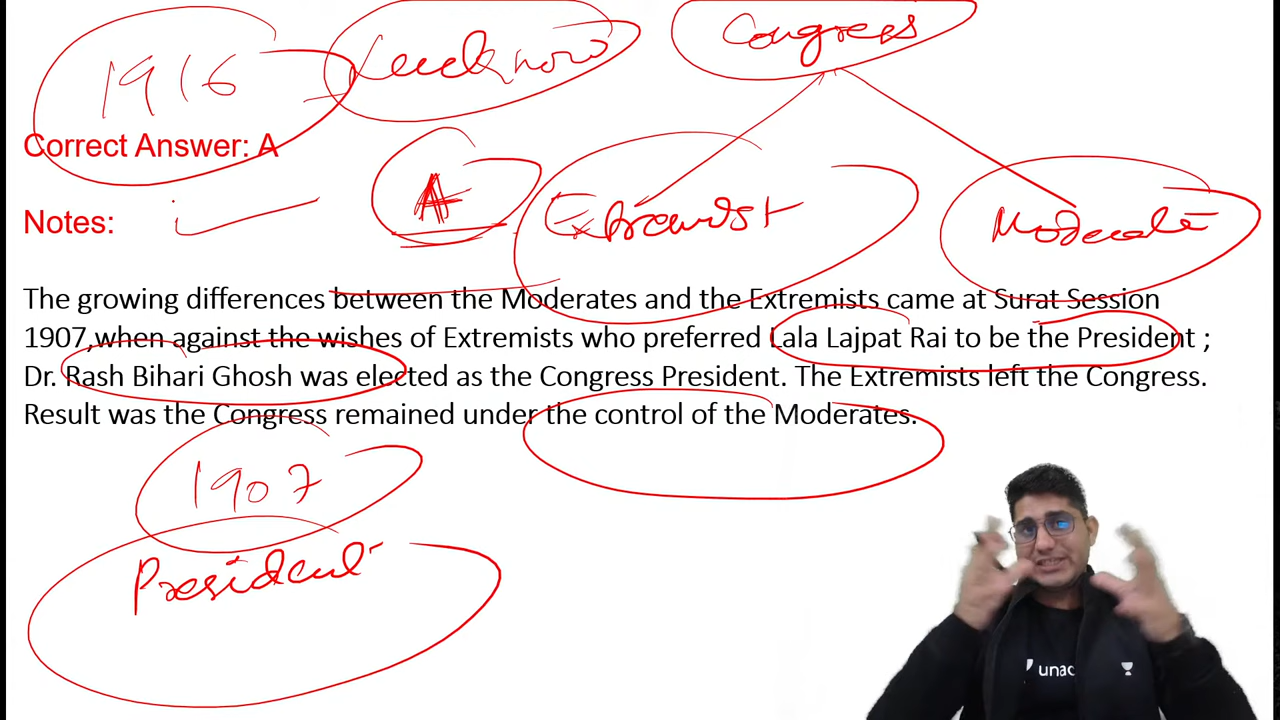 1916 Lucknow Congress
Correct Answer: A
Notes:
A Extremist Moderate
The growing differences between the Moderates and the Extremists came at Surat Session
1907,when against the wishes of Extremists who preferred Lala Lajpat Rai to be the President ;
Dr. Rash Bihari Ghosh was elected as the Congress President. The Extremists left the Congress.
Result was the Congress remained under the control of the Moderates.
1907
President
unac